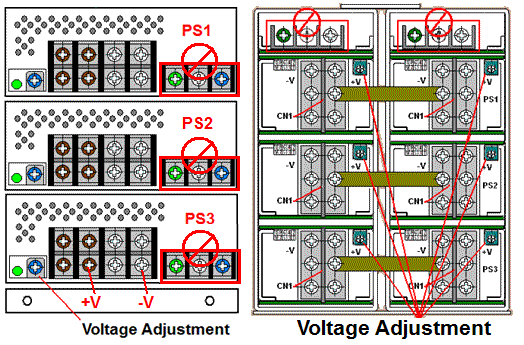 PS1
PS2
PS3
+V -V
Voltage Adjustment
-V +V -V +V
CN1 CN1 PS1
-V +V -V +V
CN1 CN1 PS2
-V +V -V +V
CN1 CN1 PS3
Voltage Adjustment